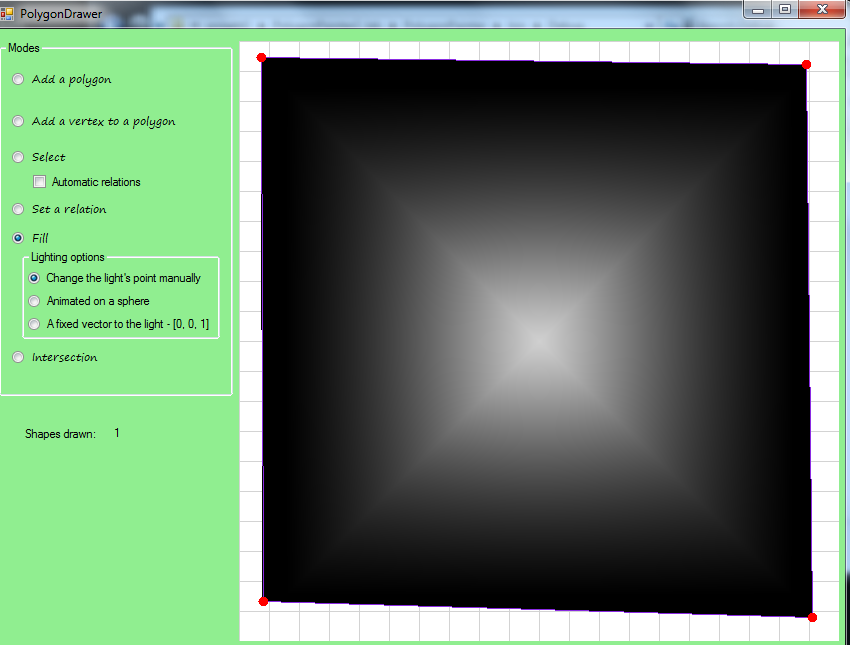 PolygonDrawer
Modes
Add a polygon
Add a vertex to a polygon
Select
Automatic relations
Set a relation
Fill
Lighting options
Change the light's point manually
Animated on a sphere
A fixed vector to the light - [0, 0, 1]
Intersection
Shapes drawn: 1